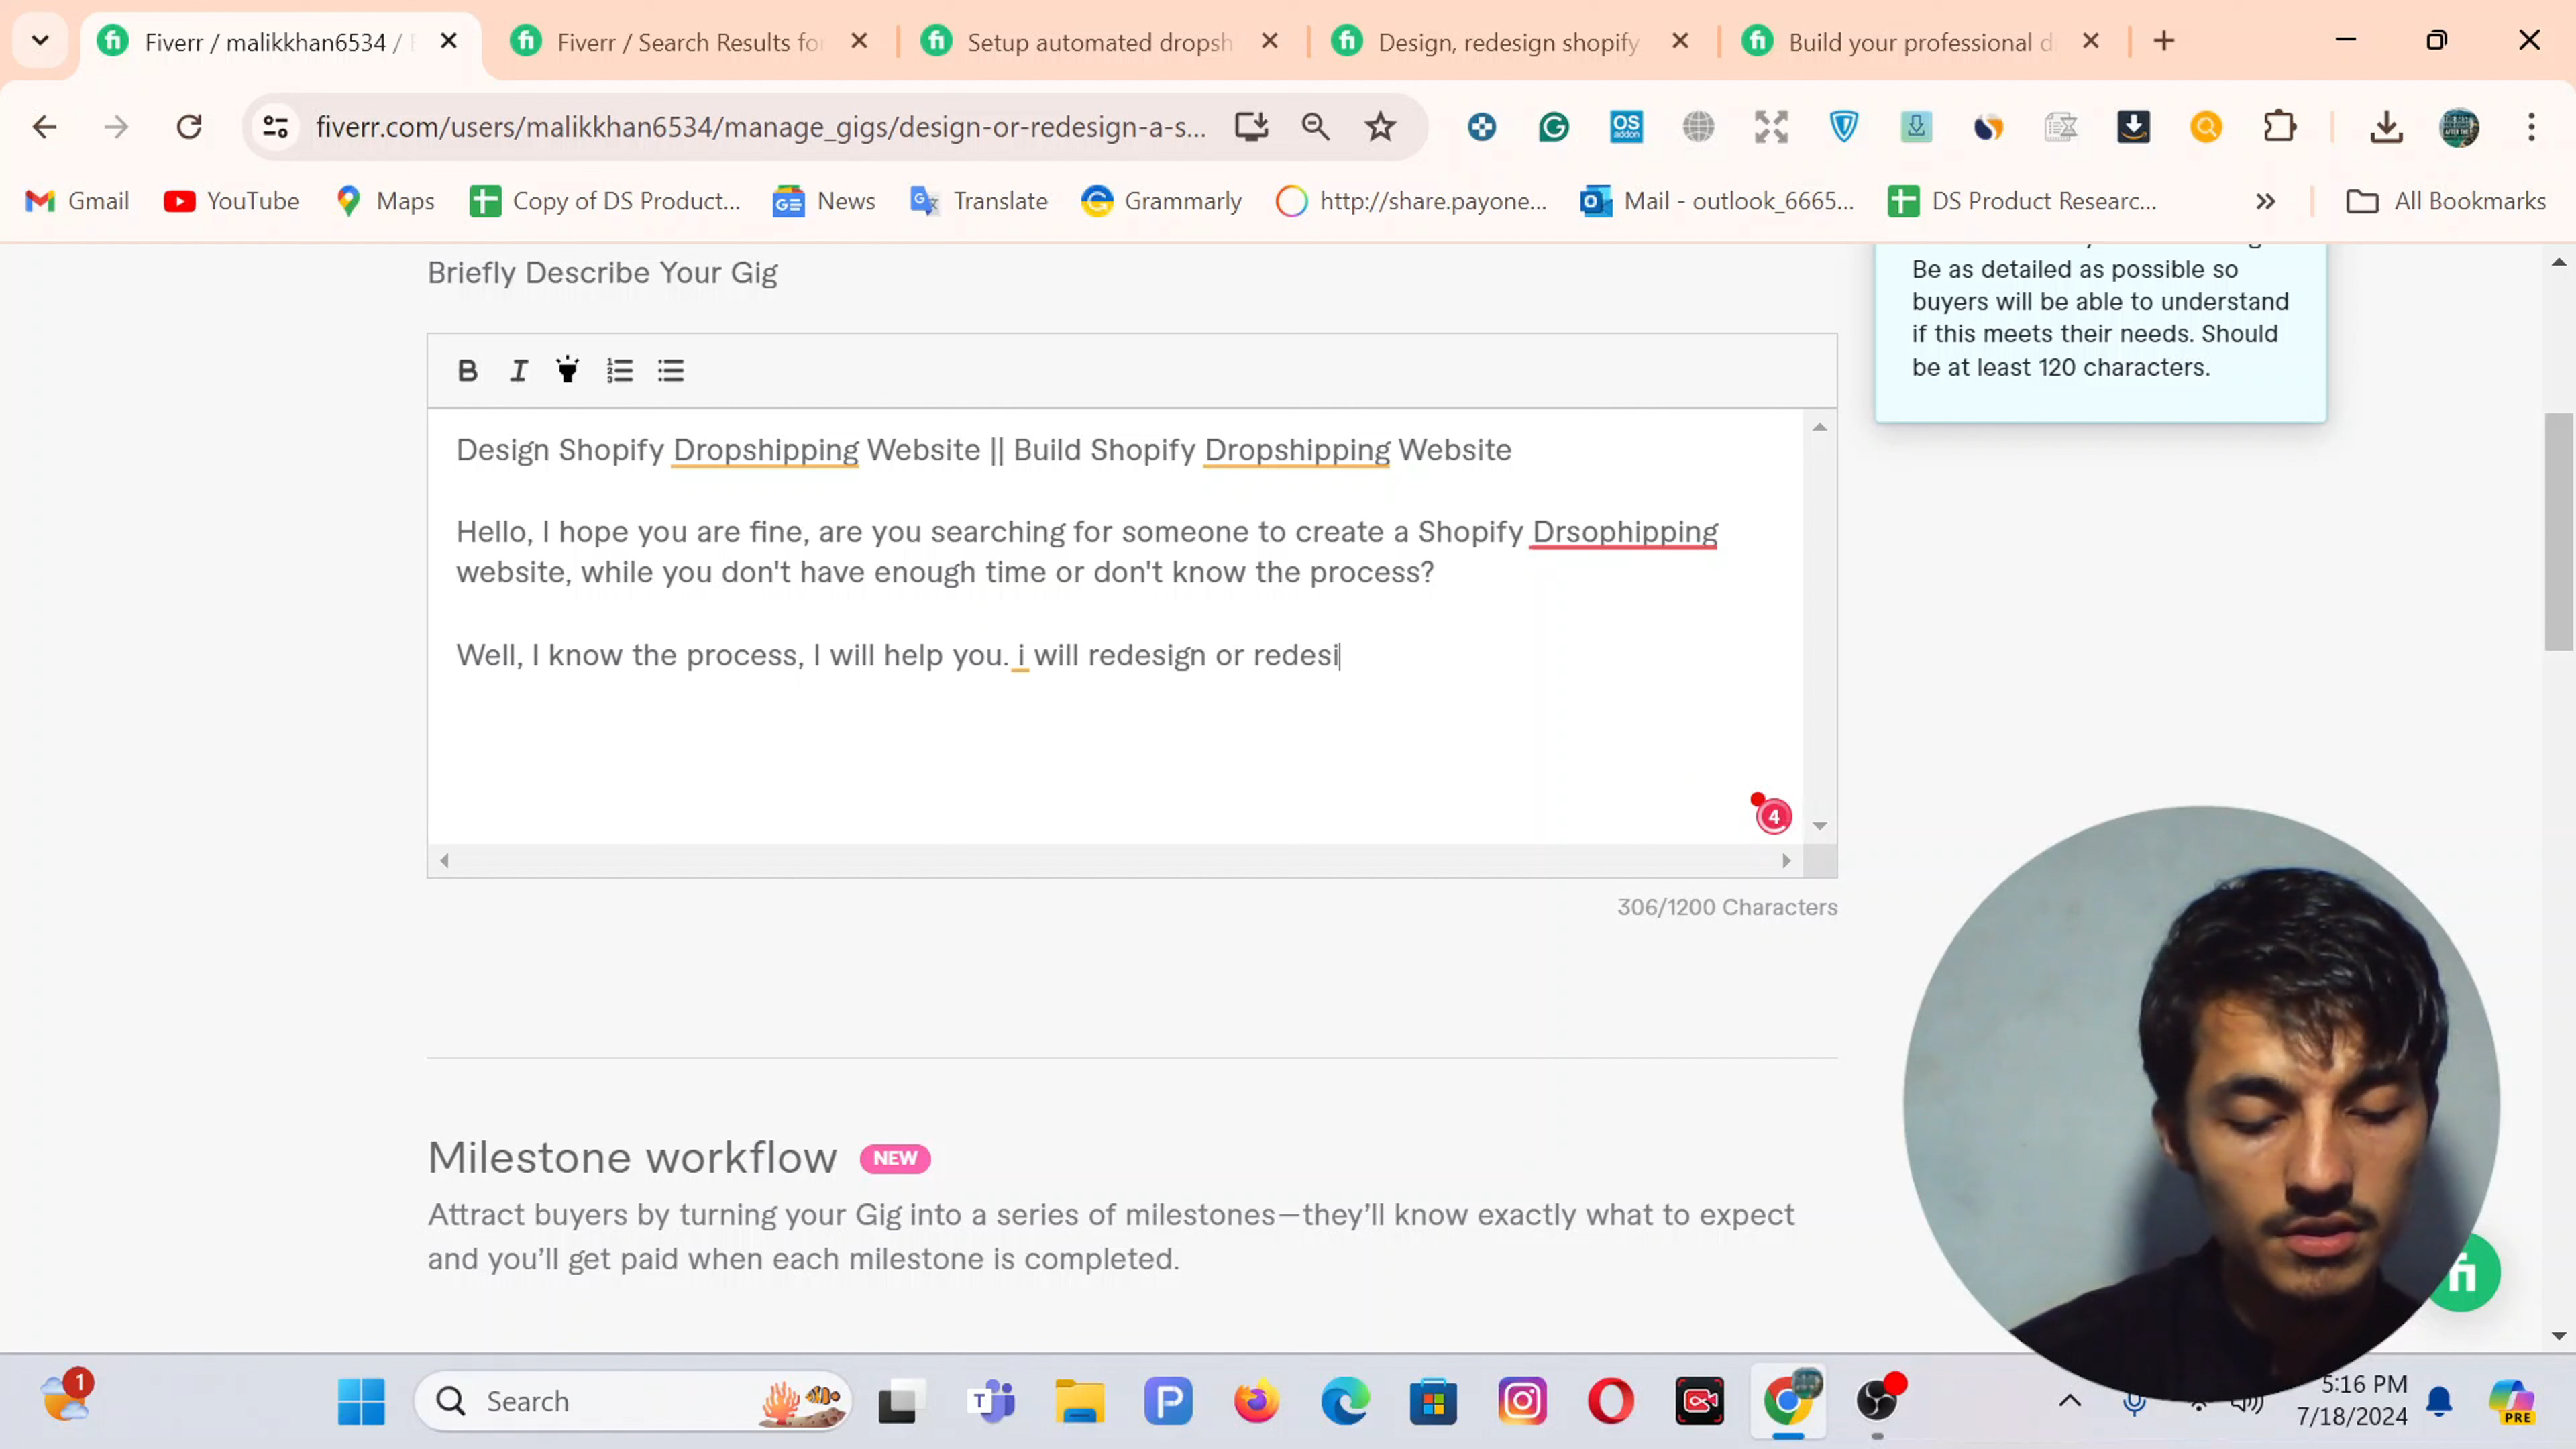 Fiverr / malikkhan6534 /
Fiverr / Search Results fo
Setup automated dropsh
Design, redesign shopify
Build your professional d
fiverr.com/users/malikkhan6534/manage_gigs/design-or-redesign-a-s...
OS
addon
Gmail
YouTube
Maps
Copy of DS Product...
News
Translate
Grammarly
http://share.payone...
Mail - outlook_6665...
DS Product Researc...
»
All Bookmarks
Briefly Describe Your Gig
Be as detailed as possible so
buyers will be able to understand
if this meets their needs. Should
be at least 120 characters.
B I
Design Shopify Dropshipping Website || Build Shopify Dropshipping Website
Hello, I hope you are fine, are you searching for someone to create a Shopify Drsophipping
website, while you don't have enough time or don't know the process?
Well, I know the process, I will help you. i will redesign or redesi
4
306/1200 Characters
Milestone workflow NEW
Attract buyers by turning your Gig into a series of milestones—they'll know exactly what to expect
and you'll get paid when each milestone is completed.
fi
1
Search
5:16 PM
7/18/2024
PRE